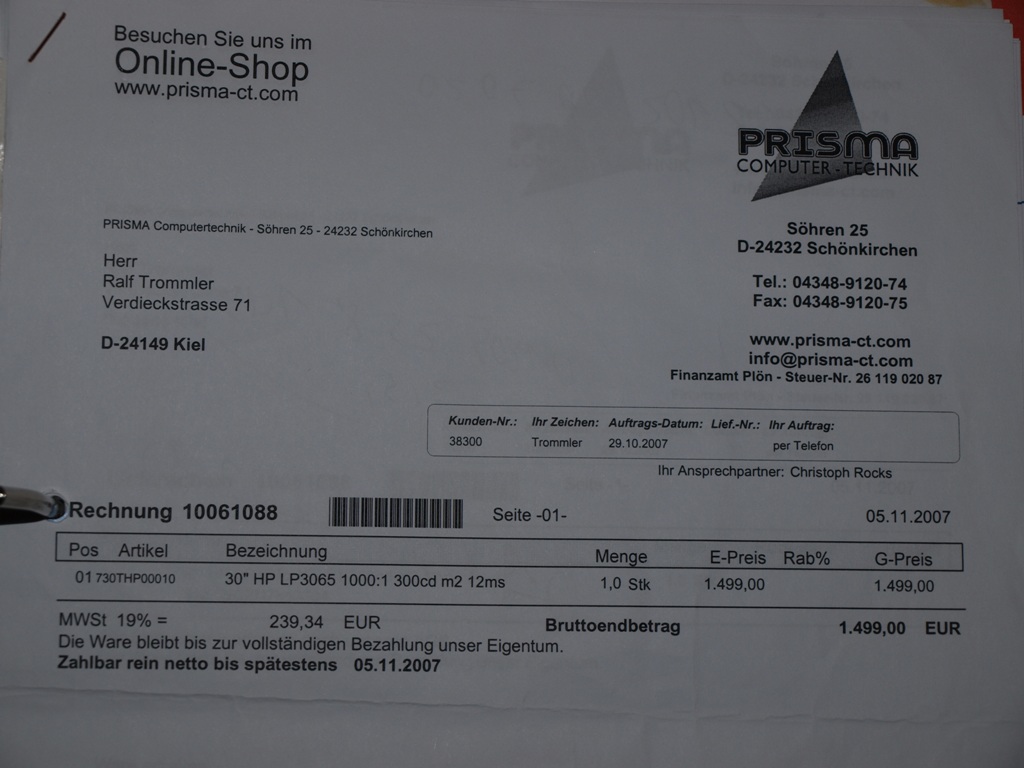 Besuchen Sie uns im
Online-Shop
www.prisma-ct.com
PRISMA
COMPUTER-TECHNIK
Söhren 25
D-24232 Schönkirchen
Tel.: 04348-9120-74
Fax: 04348-9120-75
www.prisma-ct.com
info@prisma-ct.com
Finanzamt Plön - Steuer-Nr. 26 119 020 87
PRISMA Computertechnik - Söhren 25 - 24232 Schönkirchen
Herr
Ralf Trommler
Verdieckstrasse 71
D-24149 Kiel
Kunden-Nr.: Ihr Zeichen: Auftrags-Datum: Lief.-Nr.: Ihr Auftrag:
38300 Trommler 29.10.2007 per Telefon
Ihr Ansprechpartner: Christoph Rocks
Rechnung 10061088 Seite -01- 05.11.2007
Pos Artikel Bezeichnung Menge E-Preis Rab% G-Preis
01 730THP00010 30" HP LP3065 1000:1 300cd m2 12ms 1,0 Stk 1.499,00 1.499,00
MWSt 19% = 239,34 EUR Bruttoendbetrag 1.499,00 EUR
Die Ware bleibt bis zur vollständigen Bezahlung unser Eigentum.
Zahlbar rein netto bis spätestens 05.11.2007